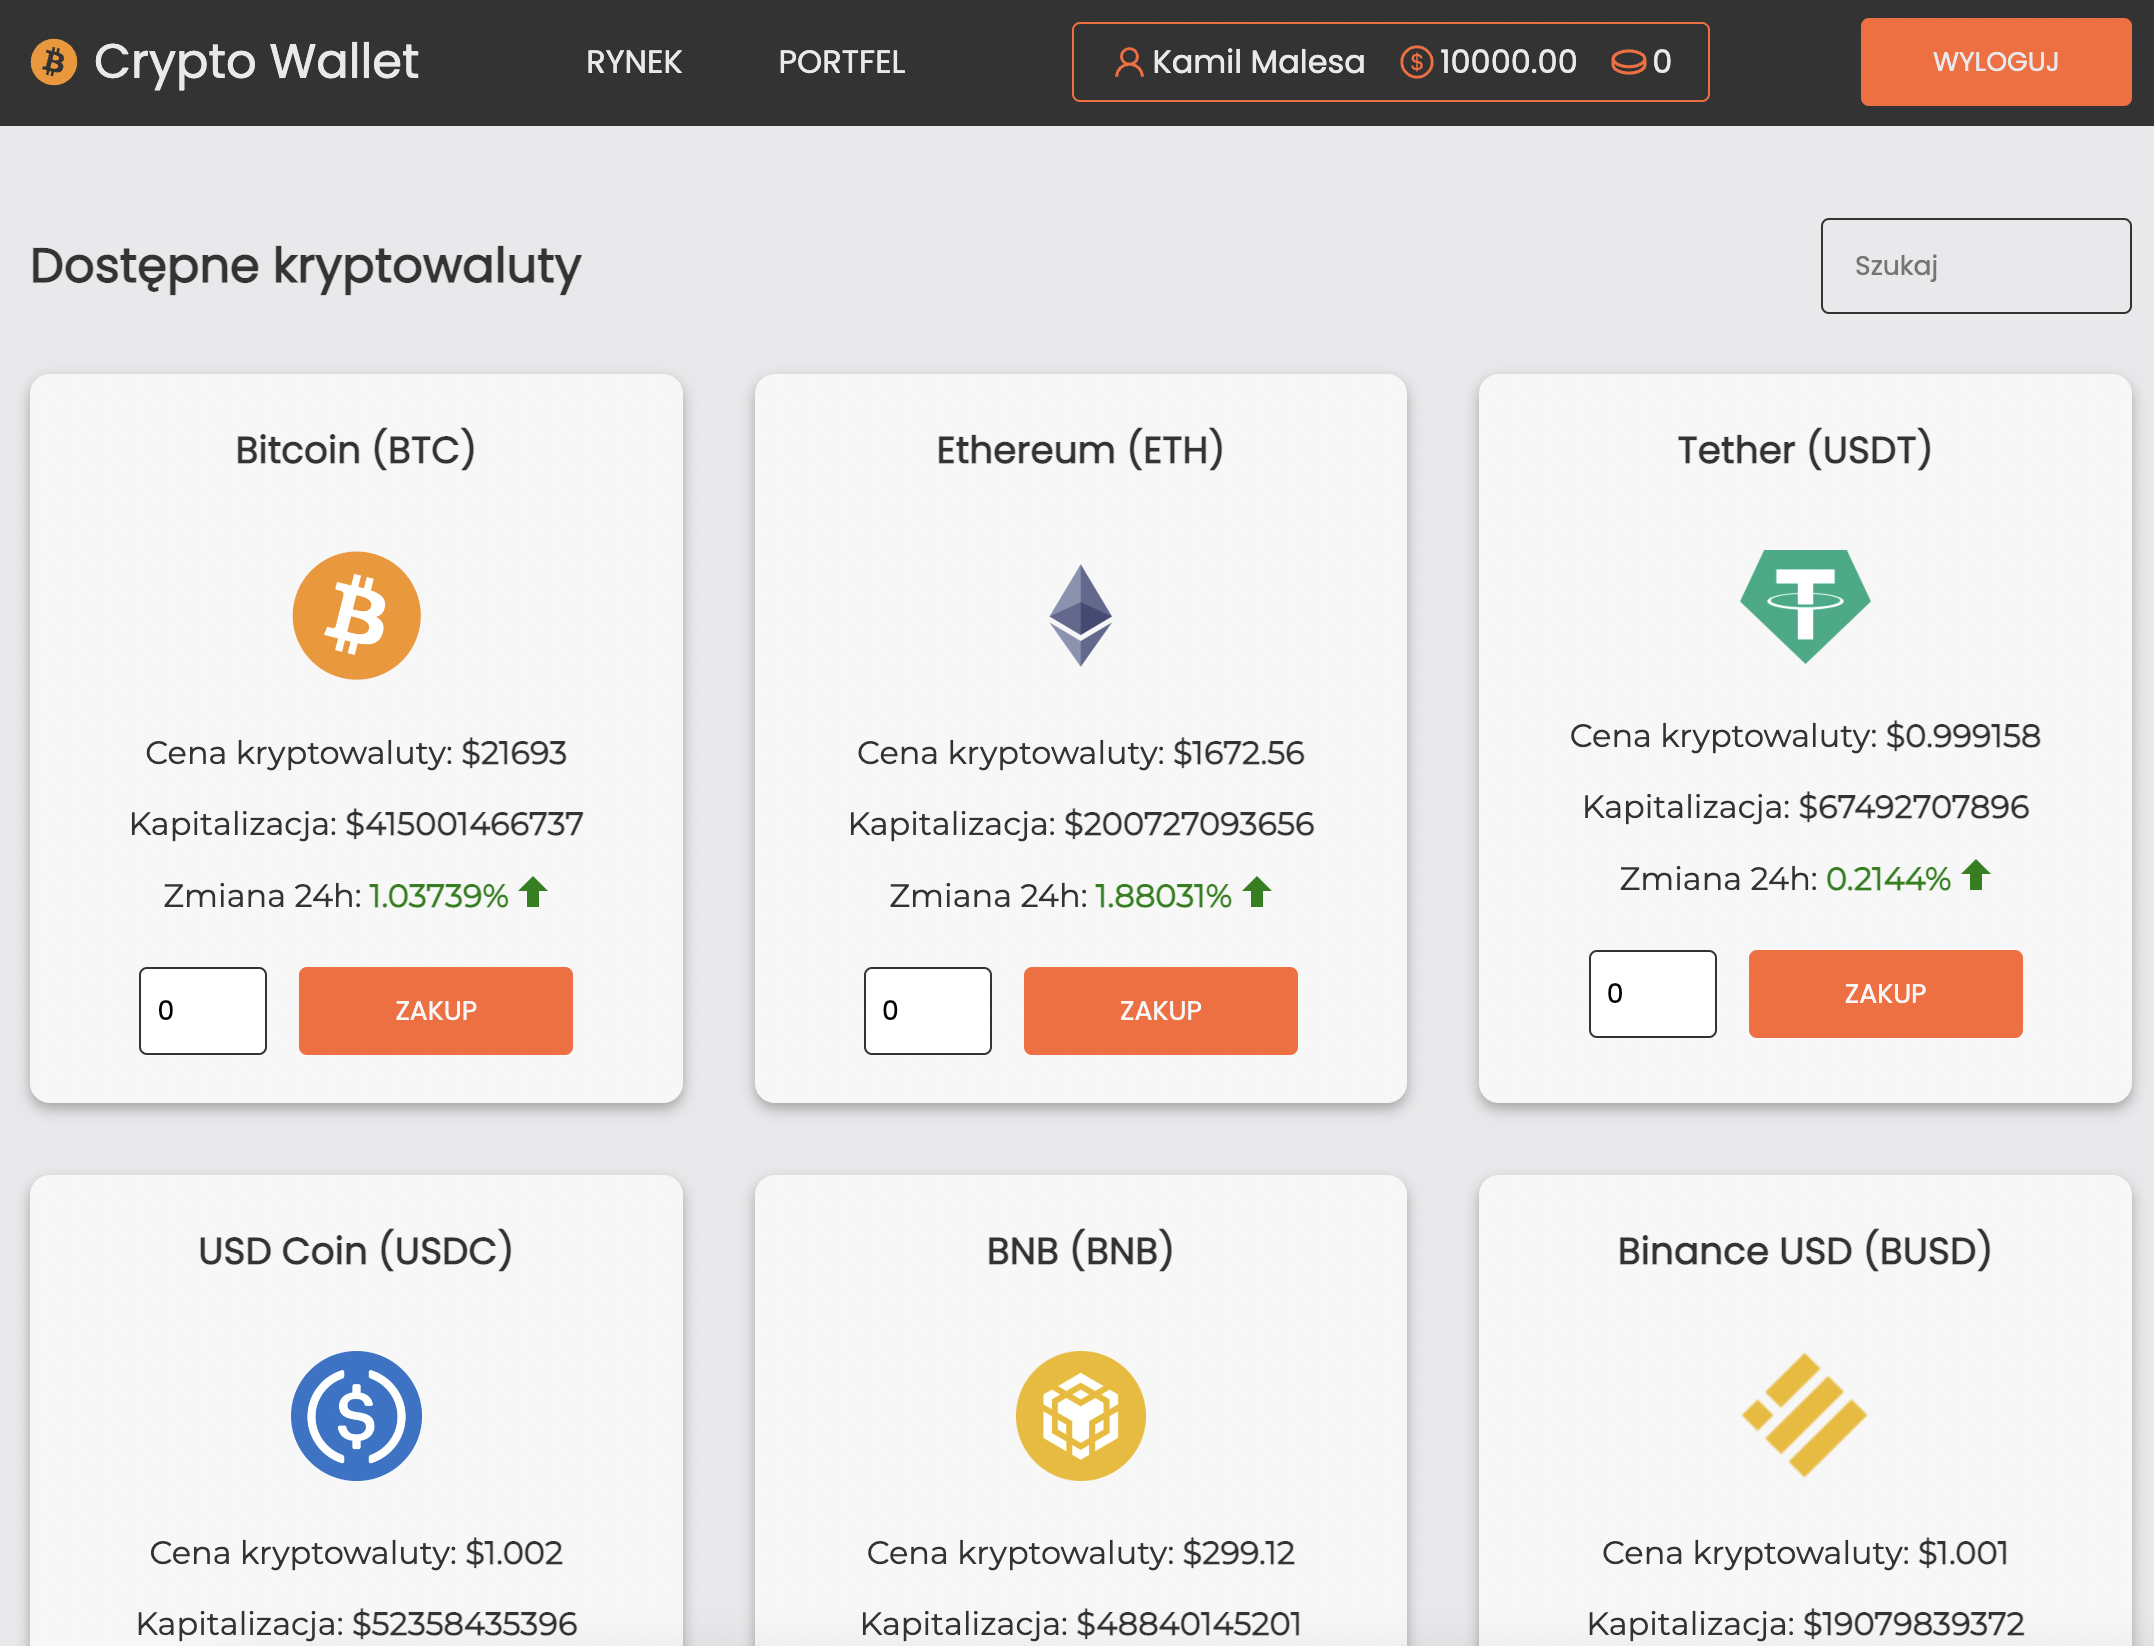 Crypto Wallet RYNEK PORTFEL Kamil Malesa 10000.00 0 WYLOGUJ
Dostępne kryptowaluty Szukaj
Bitcoin (BTC)
Cena kryptowaluty: $21693
Kapitalizacja: $415001466737
Zmiana 24h: 1.03739%
0 ZAKUP
Ethereum (ETH)
Cena kryptowaluty: $1672.56
Kapitalizacja: $200727093656
Zmiana 24h: 1.88031%
0 ZAKUP
Tether (USDT)
Cena kryptowaluty: $0.999158
Kapitalizacja: $67492707896
Zmiana 24h: 0.2144%
0 ZAKUP
USD Coin (USDC)
Cena kryptowaluty: $1.002
Kapitalizacja: $52358435396
BNB (BNB)
Cena kryptowaluty: $299.12
Kapitalizacja: $48840145201
Binance USD (BUSD)
Cena kryptowaluty: $1.001
Kapitalizacja: $19079839372